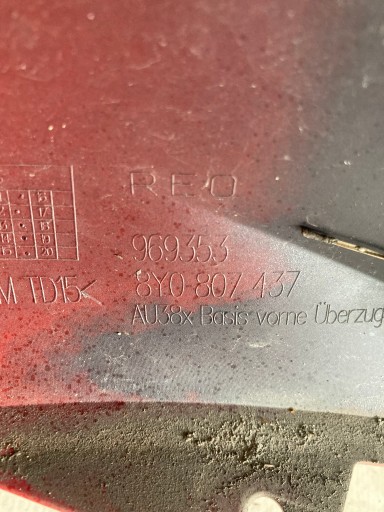 REO
969353
M TD15<
8Y0 807 437
AU38x Basis vorne Überzug